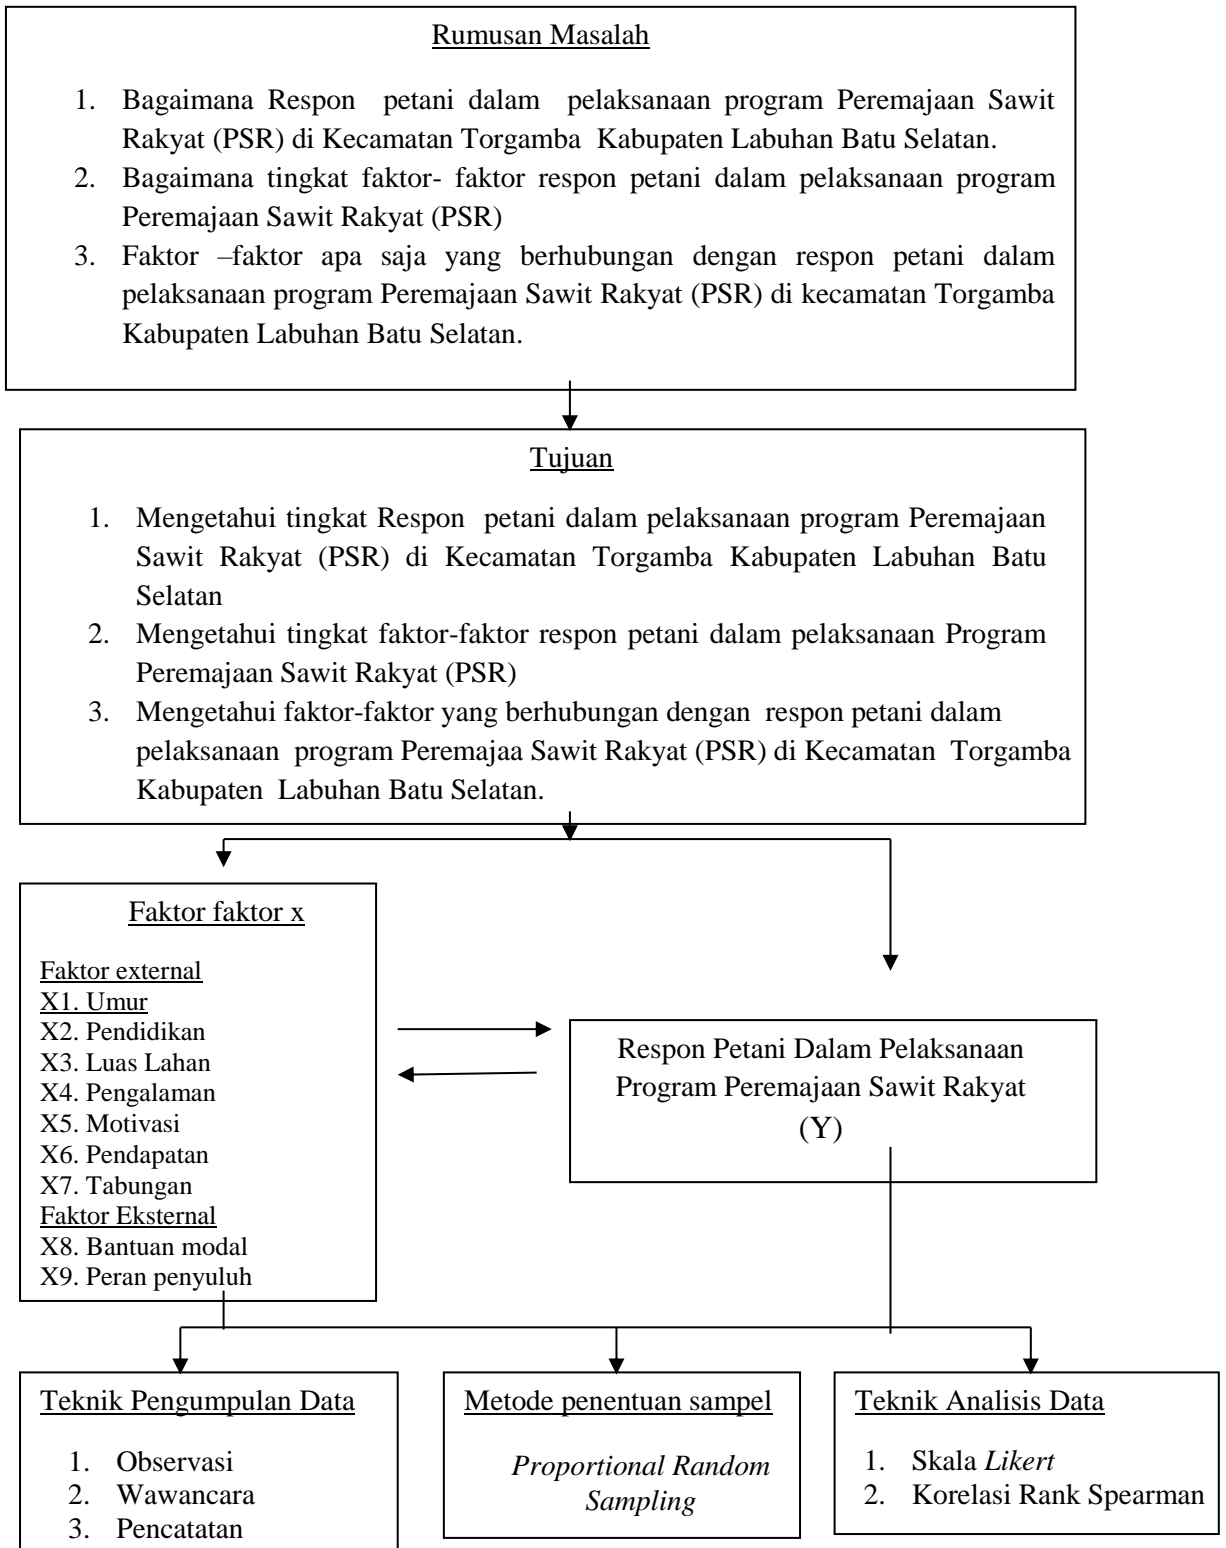 Rumusan Masalah
1. Bagaimana Respon petani dalam pelaksanaan program Peremajaan Sawit
Rakyat (PSR) di Kecamatan Torgamba Kabupaten Labuhan Batu Selatan.
2. Bagaimana tingkat faktor- faktor respon petani dalam pelaksanaan program
Peremajaan Sawit Rakyat (PSR)
3. Faktor –faktor apa saja yang berhubungan dengan respon petani dalam
pelaksanaan program Peremajaan Sawit Rakyat (PSR) di kecamatan Torgamba
Kabupaten Labuhan Batu Selatan.
Tujuan
1. Mengetahui tingkat Respon petani dalam pelaksanaan program Peremajaan
Sawit Rakyat (PSR) di Kecamatan Torgamba Kabupaten Labuhan Batu
Selatan
2. Mengetahui tingkat faktor-faktor respon petani dalam pelaksanaan Program
Peremajaan Sawit Rakyat (PSR)
3. Mengetahui faktor-faktor yang berhubungan dengan respon petani dalam
pelaksanaan program Peremajaa Sawit Rakyat (PSR) di Kecamatan Torgamba
Kabupaten Labuhan Batu Selatan.
Faktor faktor x
Faktor external
X1. Umur
X2. Pendidikan
X3. Luas Lahan
X4. Pengalaman
X5. Motivasi
X6. Pendapatan
X7. Tabungan
Faktor Eksternal
X8. Bantuan modal
X9. Peran penyuluh
Respon Petani Dalam Pelaksanaan
Program Peremajaan Sawit Rakyat
(Y)
Teknik Pengumpulan Data
1. Observasi
2. Wawancara
3. Pencatatan
Metode penentuan sampel
Proportional Random
Sampling
Teknik Analisis Data
1. Skala Likert
2. Korelasi Rank Spearman